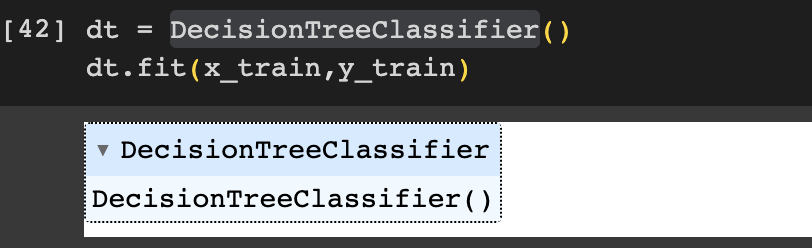 [42] dt = DecisionTreeClassifier()
dt.fit(x_train,y_train)
▼ DecisionTreeClassifier
DecisionTreeClassifier()